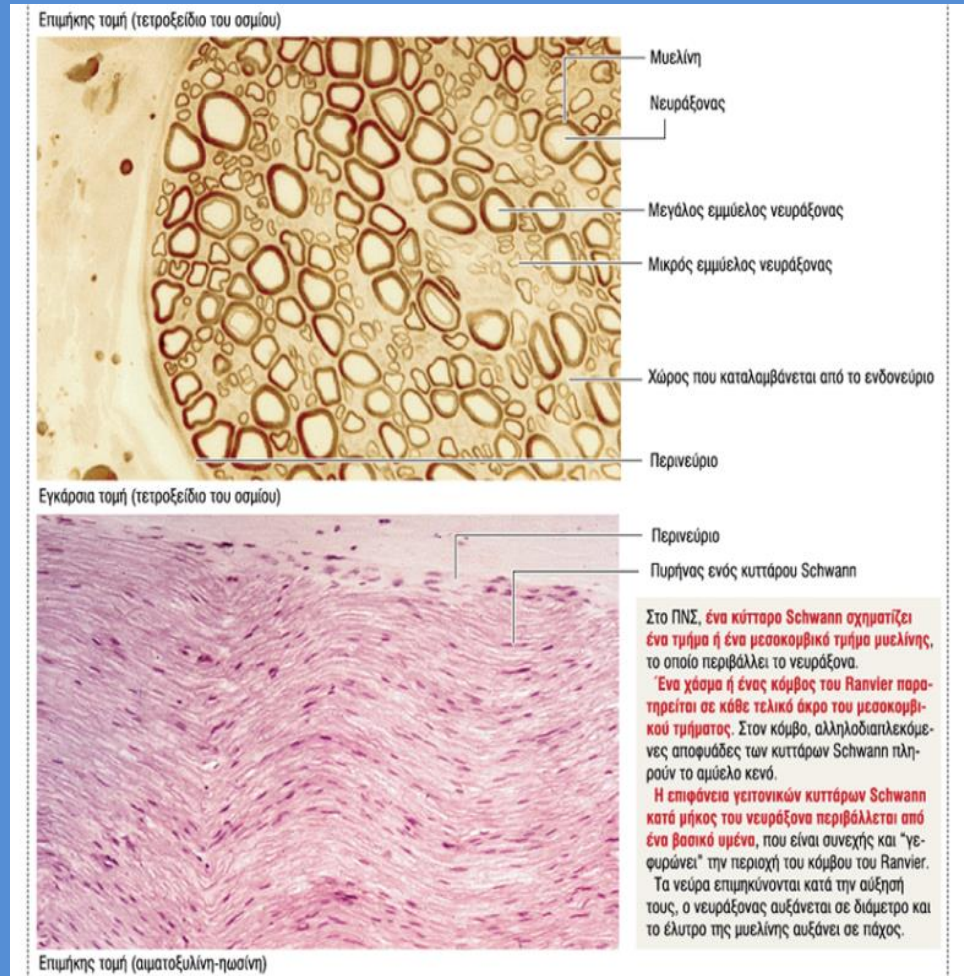 Επιμήκης τομή (τετροξείδιο του οσμίου)
Μυελίνη
Νευράξονας
Μεγάλος εμμύελος νευράξονας
Μικρός εμμύελος νευράξονας
Χώρος που καταλαμβάνεται από το ενδονεύριο
Περινεύριο
Εγκάρσια τομή (τετροξείδιο του οσμίου)
Περινεύριο
Πυρήνας ενός κυττάρου Schwann
Στο ΠΝΣ, ένα κύτταρο Schwann σχηματίζει
ένα τμήμα ή ένα μεσοκομβικό τμήμα μυελίνης,
το οποίο περιβάλλει το νευράξονα.
Ένα χάσμα ή ένας κόμβος του Ranvier παρα-
τηρείται σε κάθε τελικό άκρο του μεσοκομβι-
κού τμήματος. Στον κόμβο, αλληλοδιαπλεκόμε-
νες αποφυάδες των κυττάρων Schwann πλη-
ρούν το αμύελο κενό.
Η επιφάνεια γειτονικών κυττάρων Schwann
κατά μήκος του νευράξονα περιβάλλεται από
ένα βασικό υμένα, που είναι συνεχής και "γε-
φυρώνει" την περιοχή του κόμβου του Ranvier.
Τα νεύρα επιμηκύνονται κατά την αύξησή
τους, ο νευράξονας αυξάνεται σε διάμετρο και
το έλυτρο της μυελίνης αυξάνει σε πάχος.
Επιμήκης τομή (αιματοξυλίνη-ηωσίνη)